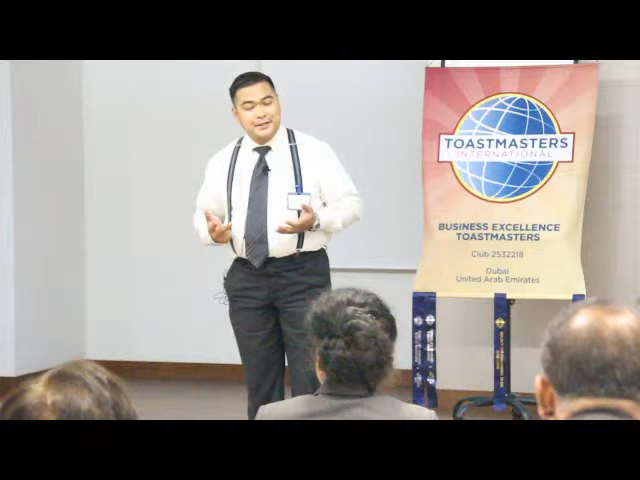 TOASTMASTERS
INTERNATIONAL
BUSINESS EXCELLENCE
TOASTMASTERS
Club 2532218
Dubai
United Arab Emirates